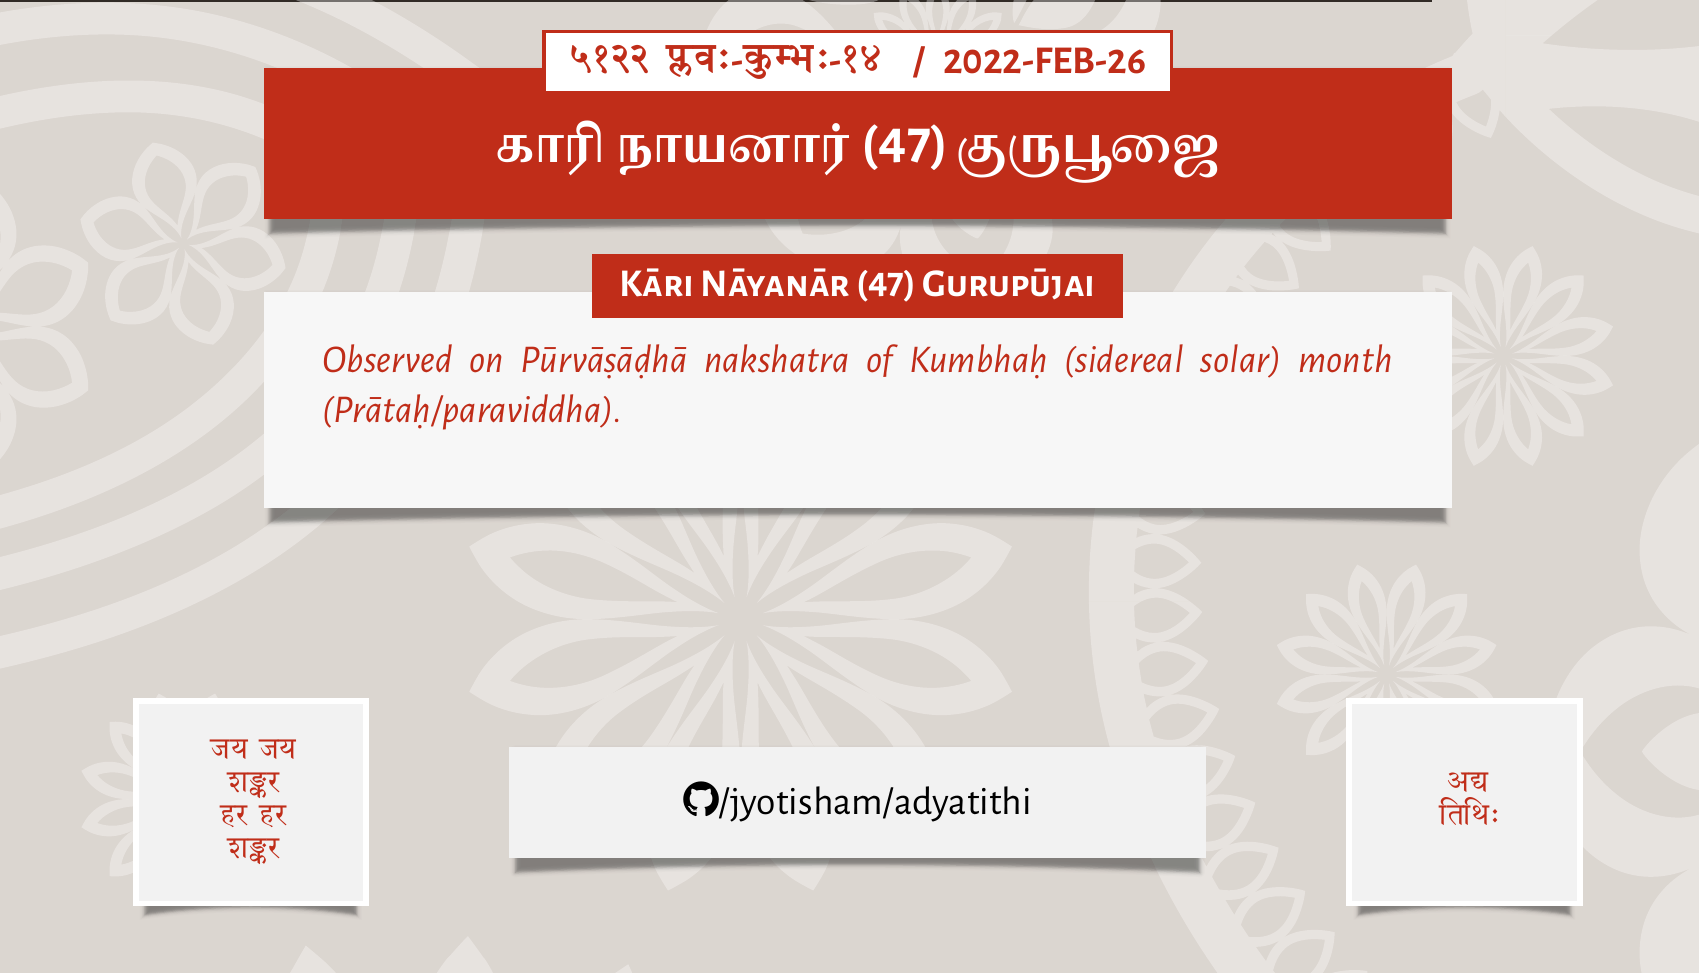 ५१२२ प्लवः-कुम्भः-१४ / 2022-FEB-26
காரி நாயனார் (47) குருபூஜை
Kāri Nāyanār (47) Gurupūjai
Observed on Pūrvāṣāḍhā nakshatra of Kumbhaḥ (sidereal solar) month
(Prātaḥ/paraviddha).
जय जय
शङ्कर
हर हर
शङ्कर
/jyotisham/adyatithi
अद्य
तिथिः